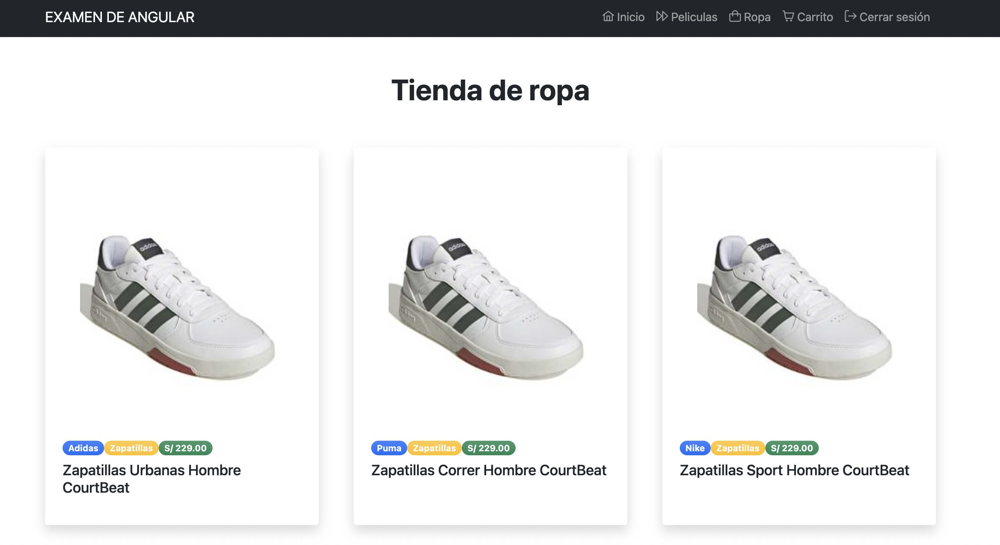 EXAMEN DE ANGULAR
Inicio Peliculas Ropa Carrito Cerrar sesión
Tienda de ropa
adidas
adidas
adidas
Adidas Zapatillas S/ 229.00
Zapatillas Urbanas Hombre
CourtBeat
Puma Zapatillas S/ 229.00
Zapatillas Correr Hombre CourtBeat
Nike Zapatillas S/ 229.00
Zapatillas Sport Hombre CourtBeat